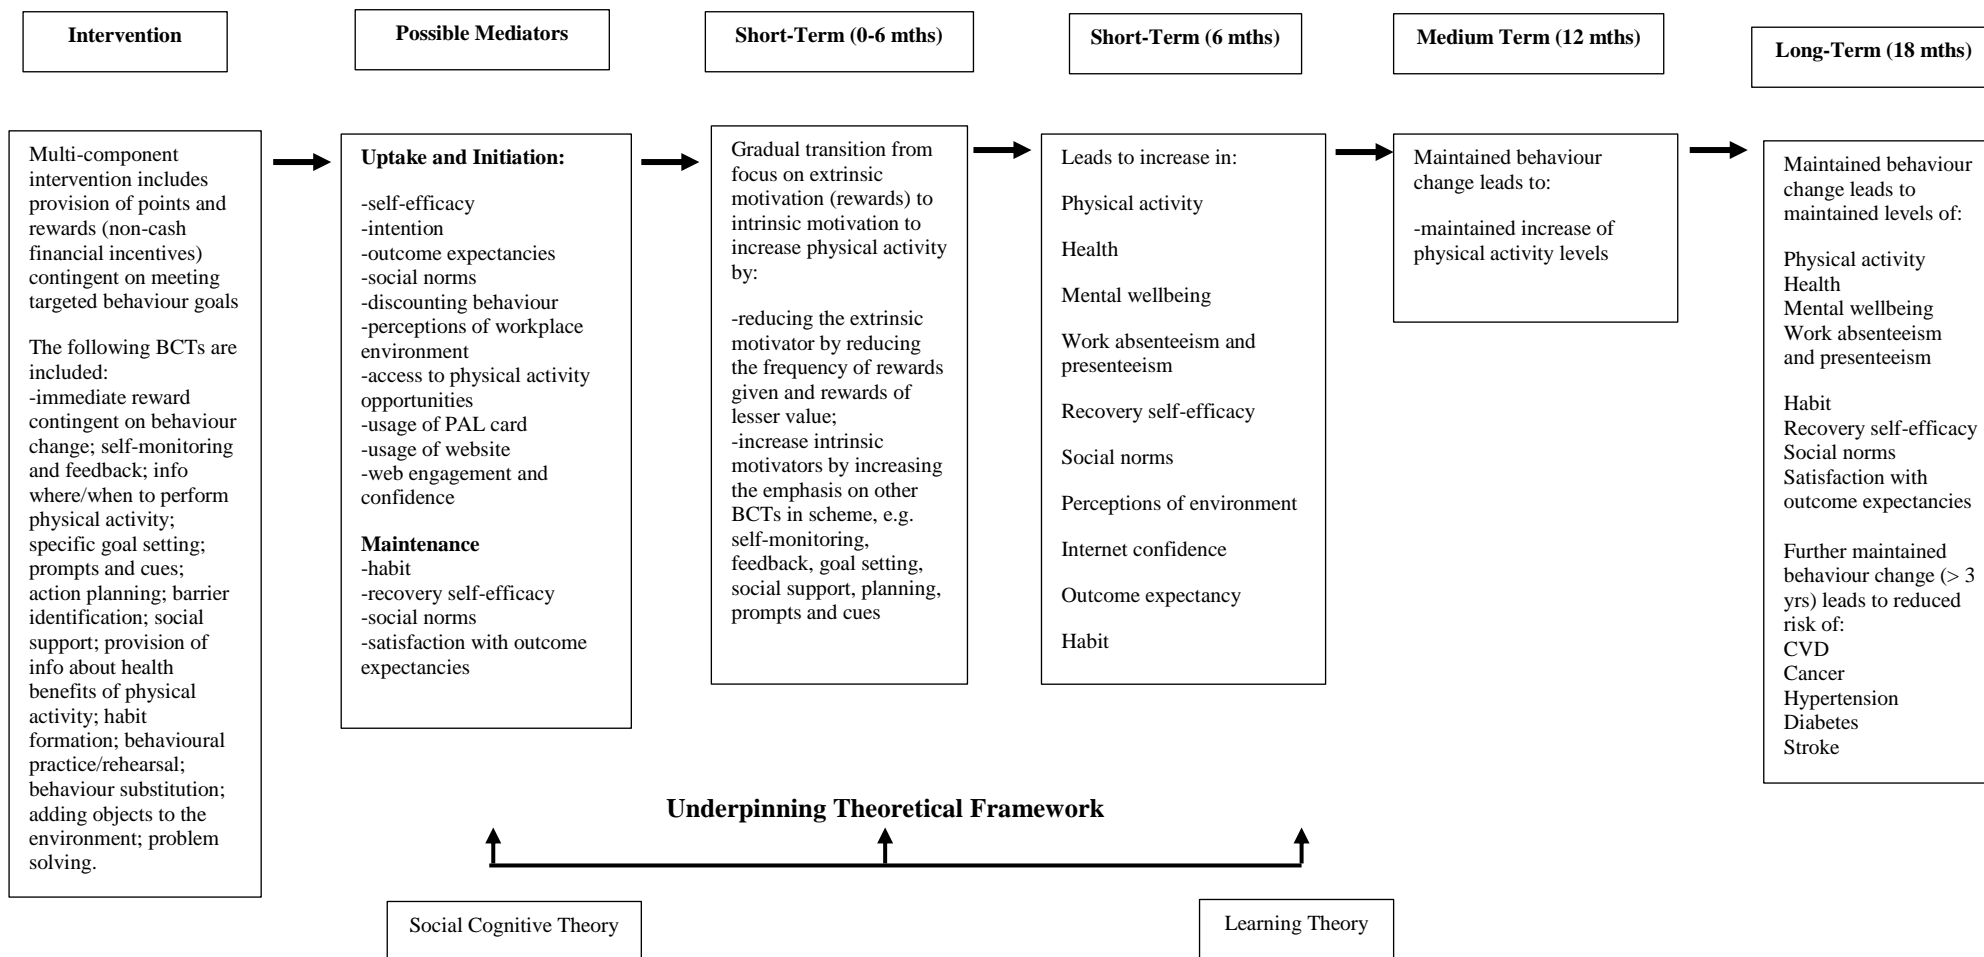 Intervention
Possible Mediators
Short-Term (0-6 mths)
Short-Term (6 mths)
Medium Term (12 mths)
Long-Term (18 mths)
Multi-component
intervention includes
provision of points and
rewards (non-cash
financial incentives)
contingent on meeting
targeted behaviour goals
The following BCTs are
included:
-immediate reward
contingent on behaviour
change; self-monitoring
and feedback; info
where/when to perform
physical activity;
specific goal setting;
prompts and cues;
action planning; barrier
identification; social
support; provision of
info about health
benefits of physical
activity; habit
formation; behavioural
practice/rehearsal;
behaviour substitution;
adding objects to the
environment; problem
solving.
Uptake and Initiation:
-self-efficacy
-intention
-outcome expectancies
-social norms
-discounting behaviour
-perceptions of workplace
environment
-access to physical activity
opportunities
-usage of PAL card
-usage of website
-web engagement and
confidence
Maintenance
-habit
-recovery self-efficacy
-social norms
-satisfaction with outcome
expectancies
Gradual transition from
focus on extrinsic
motivation (rewards) to
intrinsic motivation to
increase physical activity
by:
-reducing the extrinsic
motivator by reducing
the frequency of rewards
given and rewards of
lesser value;
-increase intrinsic
motivators by increasing
the emphasis on other
BCTs in scheme, e.g.
self-monitoring,
feedback, goal setting,
social support, planning,
prompts and cues
Leads to increase in:
Physical activity
Health
Mental wellbeing
Work absenteeism and
presenteeism
Recovery self-efficacy
Social norms
Perceptions of environment
Internet confidence
Outcome expectancy
Habit
Maintained behaviour
change leads to:
-maintained increase of
physical activity levels
Maintained behaviour
change leads to
maintained levels of:
Physical activity
Health
Mental wellbeing
Work absenteeism
and presenteeism
Habit
Recovery self-efficacy
Social norms
Satisfaction with
outcome expectancies
Further maintained
behaviour change (> 3
yrs) leads to reduced
risk of:
CVD
Cancer
Hypertension
Diabetes
Stroke
Underpinning Theoretical Framework
Social Cognitive Theory
Learning Theory